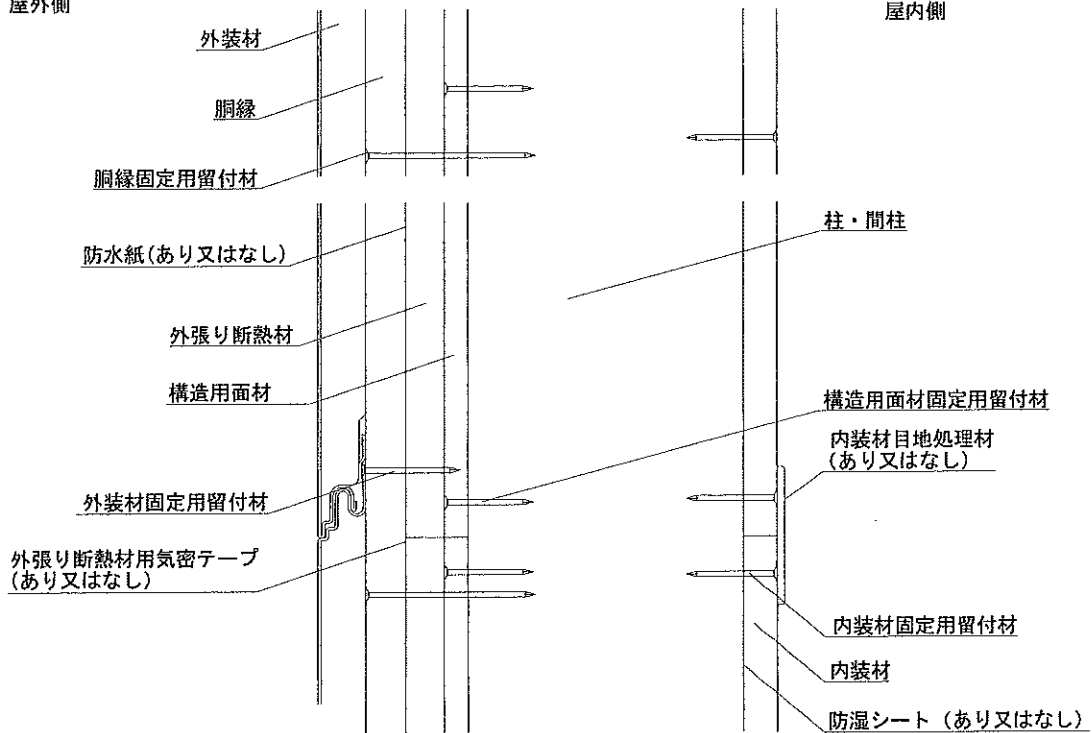 屋外側
屋内側
外装材
胴縁
胴縁固定用留付材
防水紙(あり又はなし)
外張り断熱材
構造用面材
外装材固定用留付材
外張り断熱材用気密テープ
(あり又はなし)
柱・間柱
構造用面材固定用留付材
内装材目地処理材
(あり又はなし)
内装材固定用留付材
内装材
防湿シート (あり又はなし)